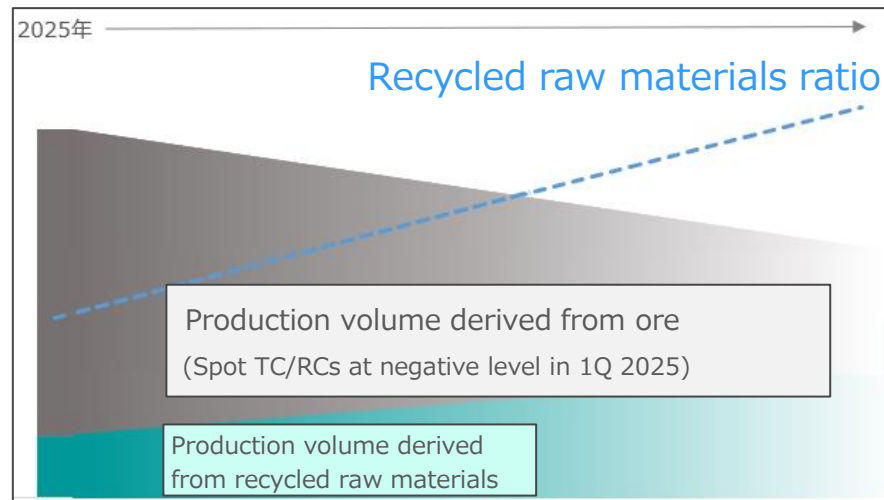 2025年
Recycled raw materials ratio
Production volume derived from ore
(Spot TC/RCs at negative level in 1Q 2025)
Production volume derived
from recycled raw materials